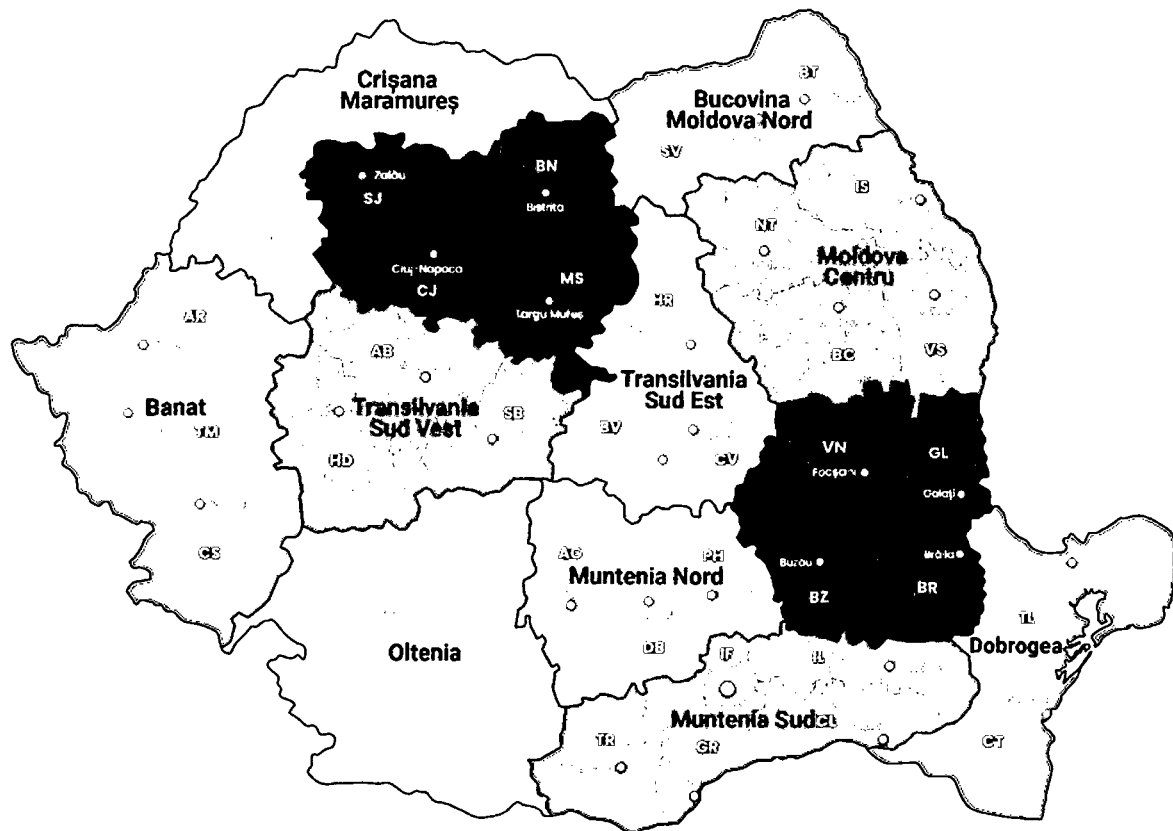 Crișana
Maramureș
Bucovina
Moldova Nord
BT
SV
Zalău
SJ
BN
Bistrita
Cluj-Napoca
CJ
MS
Targu Mureș
IS
NT
Moldova
Centru
BC
VS
HR
Transilvania
Sud Est
BV
CV
AR
Banat
TM
CS
AB
Transilvania
Sud Vest
SB
HD
VN
Focșani
GL
Galați
Buzău
BZ
Brăila
BR
AG
PH
Muntenia Nord
DB
Oltenia
IF
IL
Muntenia Sud
CL
TR
GR
TL
Dobrogea
CT